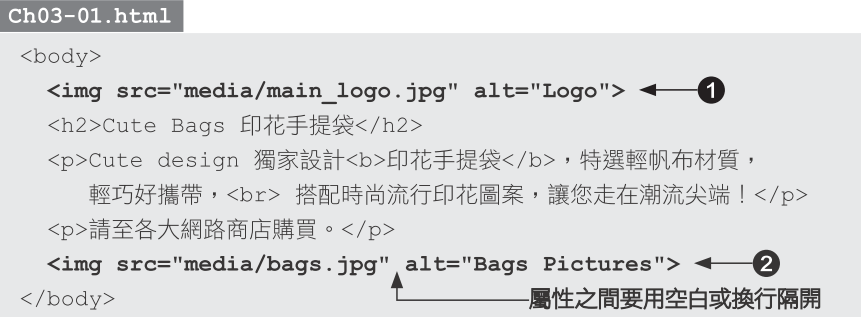 Ch03-01.html
<body>
<img src="media/main_logo.jpg" alt="Logo"> ❶
<h2>Cute Bags 印花手提袋</h2>
<p>Cute design 獨家設計<b>印花手提袋</b>，特選輕帆布材質，
輕巧好攜帶，<br> 搭配時尚流行印花圖案，讓您走在潮流尖端！</p>
<p>請至各大網路商店購買。</p>
<img src="media/bags.jpg" alt="Bags Pictures"> ❷
</body>
屬性之間要用空白或換行隔開